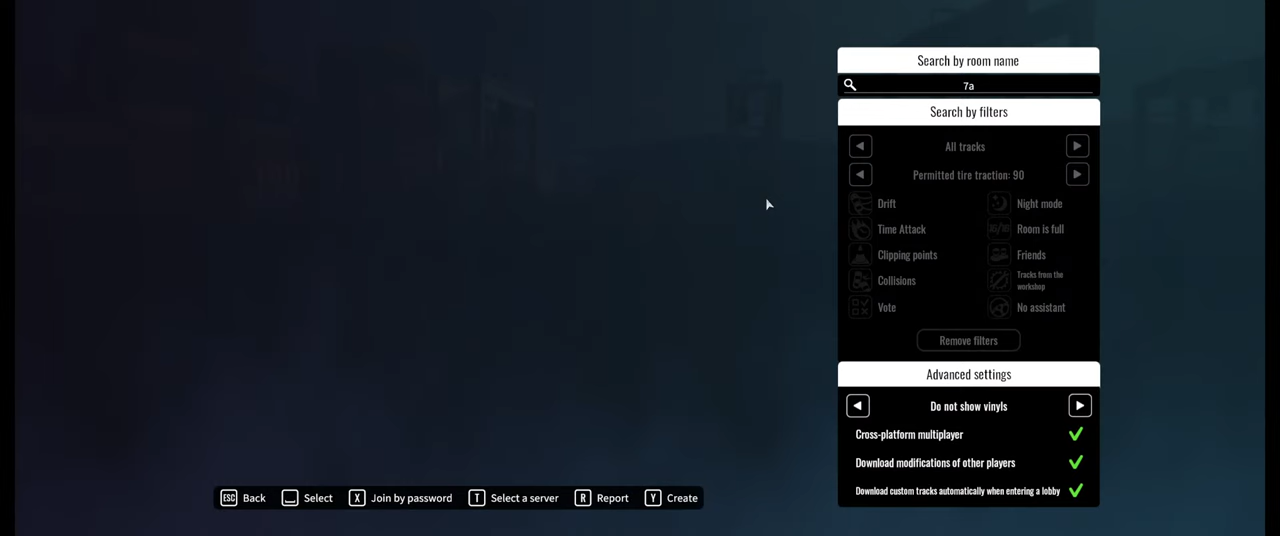 Search by room name
7a
Search by filters
All tracks
Permitted tire traction: 90
Drift
Night mode
Time Attack
Room is full
Clipping points
Friends
Collisions
Tracks from the
workshop
Vote
No assistant
Remove filters
Advanced settings
Do not show vinyls
Cross-platform multiplayer
Download modifications of other players
Download custom tracks automatically when entering a lobby
ESC Back Select X Join by password T Select a server R Report Y Create